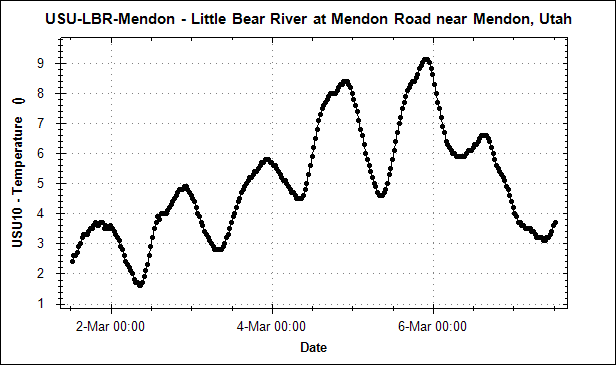 USU-LBR-Mendon - Little Bear River at Mendon Road near Mendon, Utah
USU10 - Temperature ()
9
8
7
6
5
4
3
2
1
2-Mar 00:00
4-Mar 00:00
6-Mar 00:00
Date